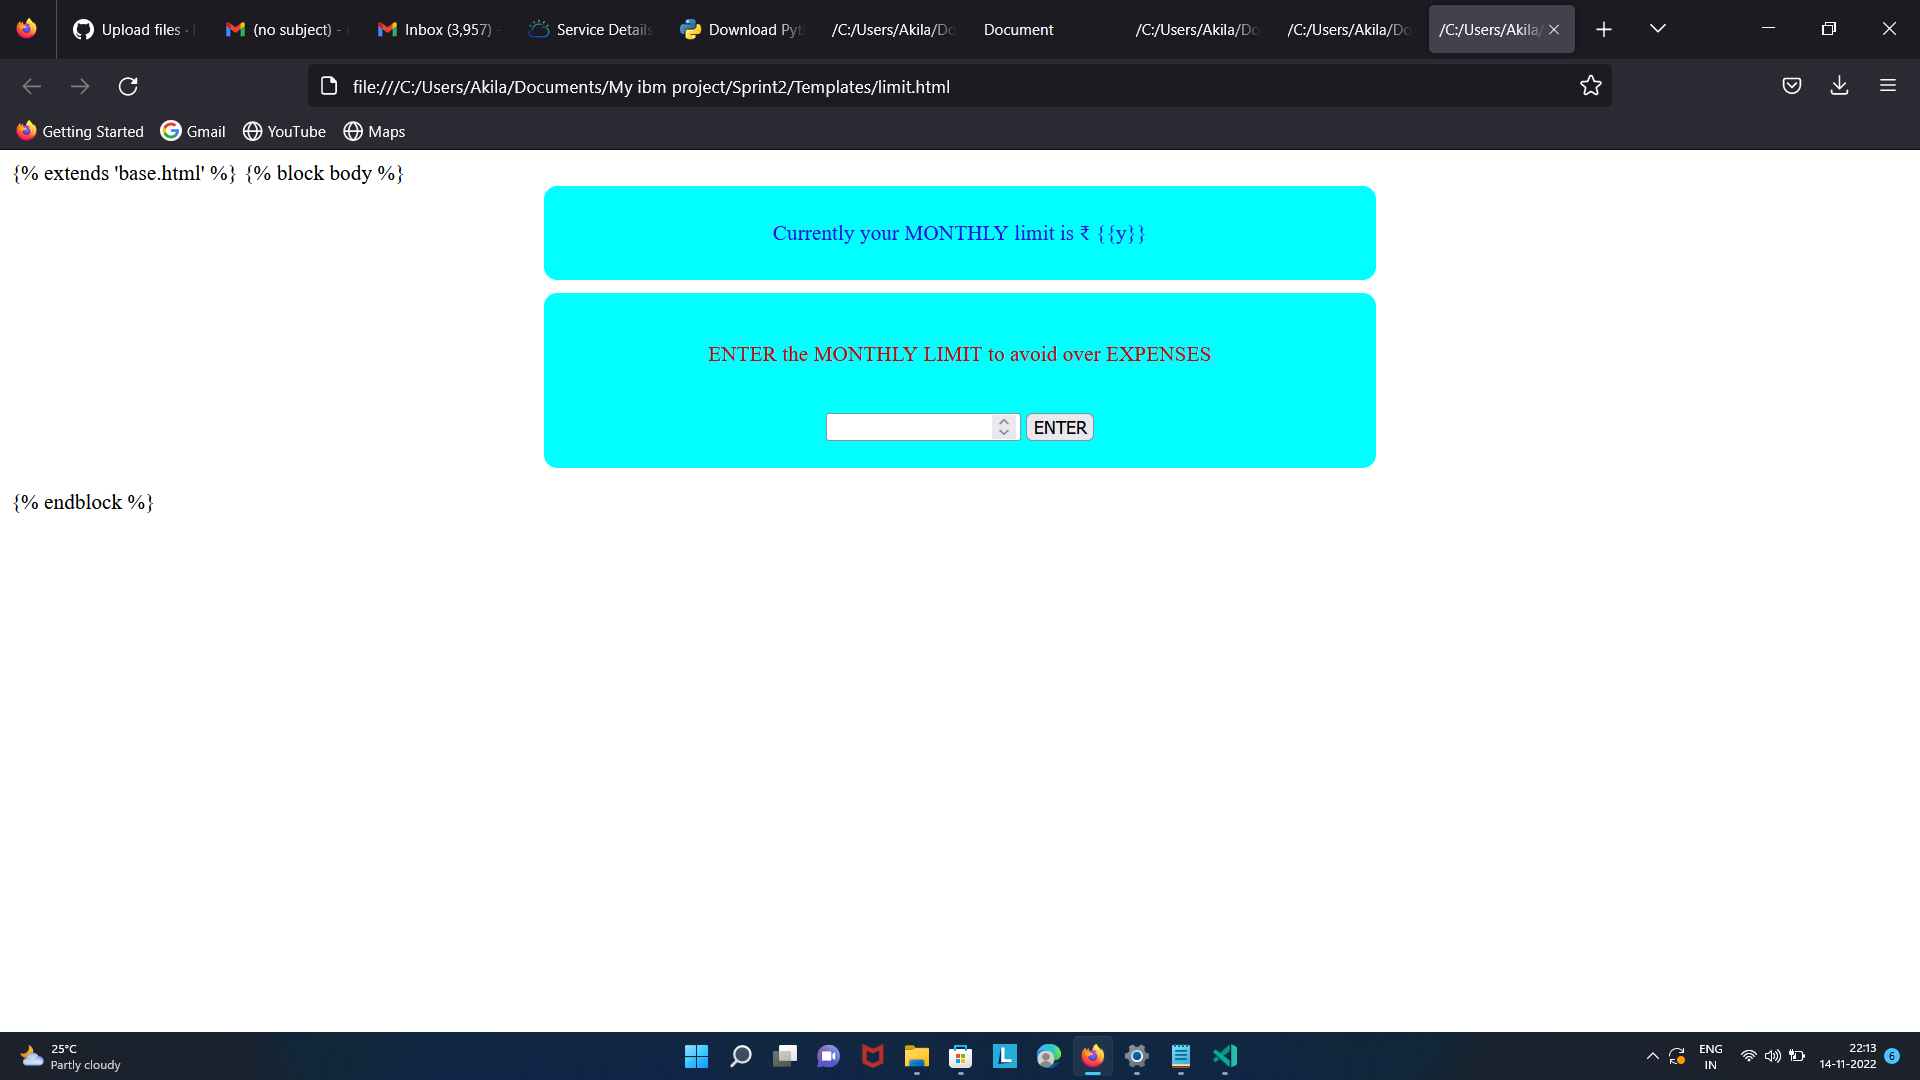 Upload files ·
(no subject) -
Inbox (3,957)
Service Details
Download Pyt
/C:/Users/Akila/Do
Document
/C:/Users/Akila/Do
/C:/Users/Akila/Do
/C:/Users/Akila/
file:///C:/Users/Akila/Documents/My ibm project/Sprint2/Templates/limit.html
Getting Started
Gmail
YouTube
Maps
{% extends 'base.html' %} {% block body %}
Currently your MONTHLY limit is ₹ {{y}}
ENTER the MONTHLY LIMIT to avoid over EXPENSES
ENTER
{% endblock %}
25°C
Partly cloudy
L
ENG
IN
22:13
14-11-2022
6